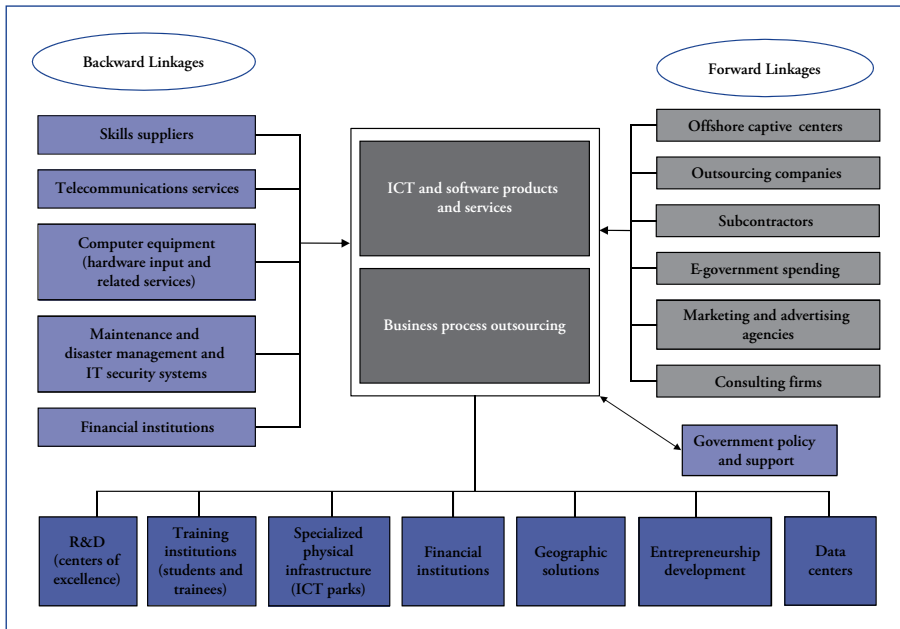 Backward Linkages
Forward Linkages
Skills suppliers
Telecommunications services
Computer equipment
(hardware input and
related services)
Maintenance and
disaster management and
IT security systems
Financial institutions
ICT and software products
and services
Business process outsourcing
Offshore captive centers
Outsourcing companies
Subcontractors
E-government spending
Marketing and advertising
agencies
Consulting firms
Government policy
and support
R&D
(centers of
excellence)
Training
institutions
(students and
trainees)
Specialized
physical
infrastructure
(ICT parks)
Financial
institutions
Geographic
solutions
Entrepreneurship
development
Data
centers